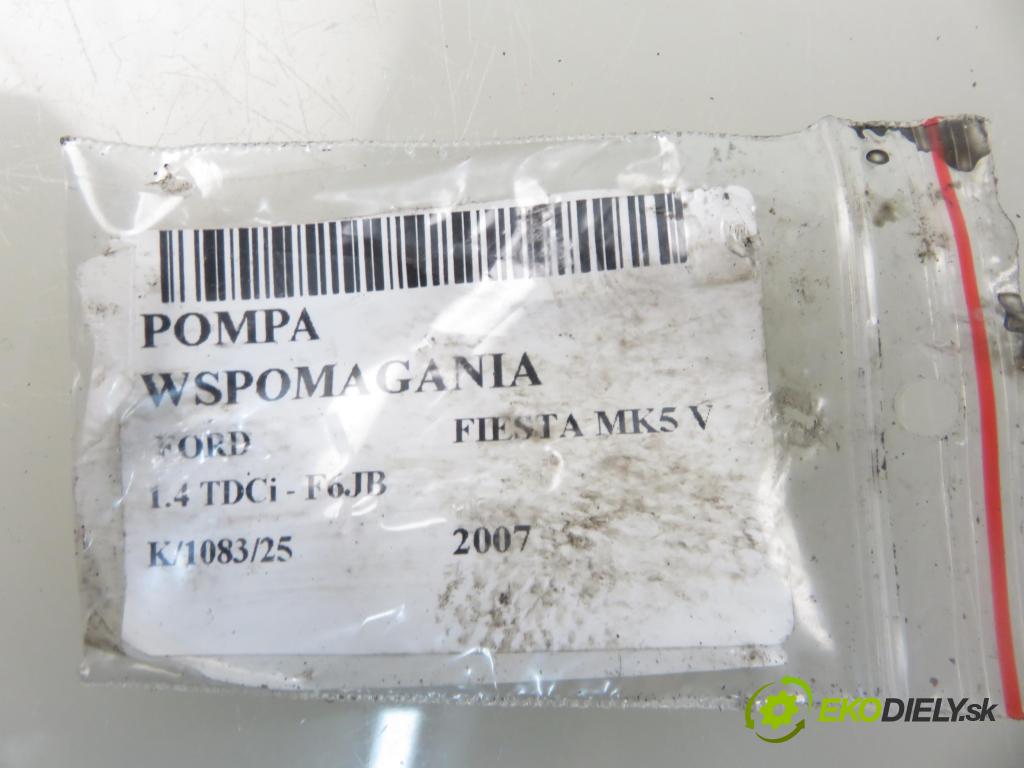 POMPA
WSPOMAGANIA
FORD FIESTA MK5 V
1.4 TDCi - F6JB
K/1083/25 2007
EKODIELY.sk